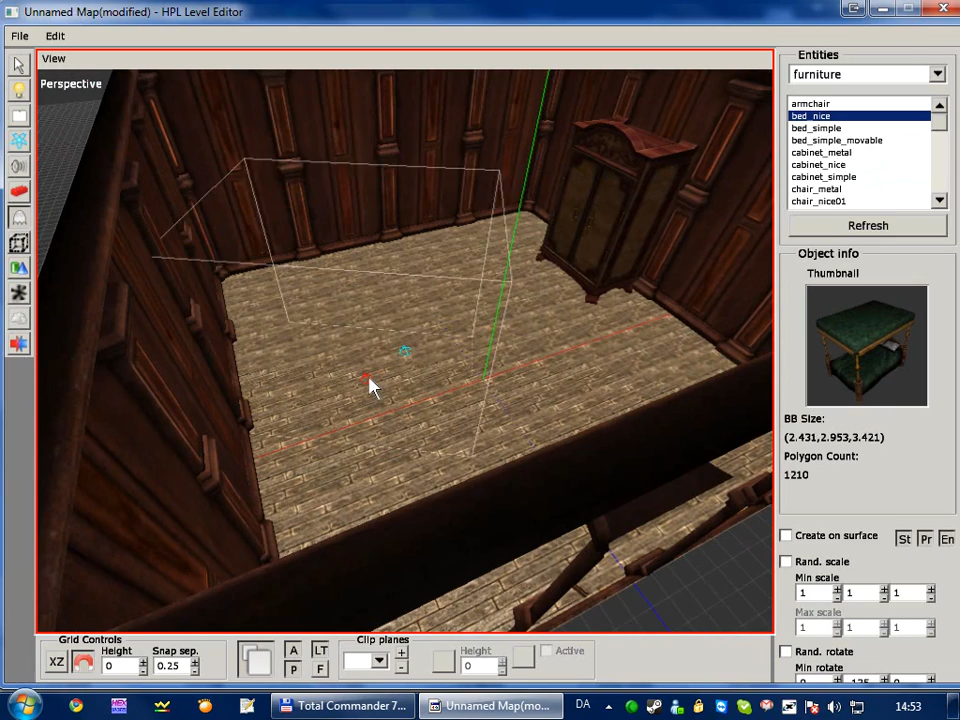 Unnamed Map(modified) - HPL Level Editor
File Edit
View
Perspective
Entities
furniture
armchair
bed_nice
bed_simple
bed_simple_movable
cabinet_metal
cabinet_nice
cabinet_simple
chair_metal
chair_nice01
Refresh
Object info
Thumbnail
BB Size:
(2.431,2.953,3.421)
Polygon Count:
1210
Create on surface St Pr En
Rand. scale
Min scale
1 1 1
Max scale
1 1 1
Rand. rotate
Min rotate
Grid Controls
XZ Height 0 Snap sep. 0.25
A LT
P F
Clip planes
+
-
Height 0
Active
Total Commander 7... Unnamed Map(mo... DA 14:53